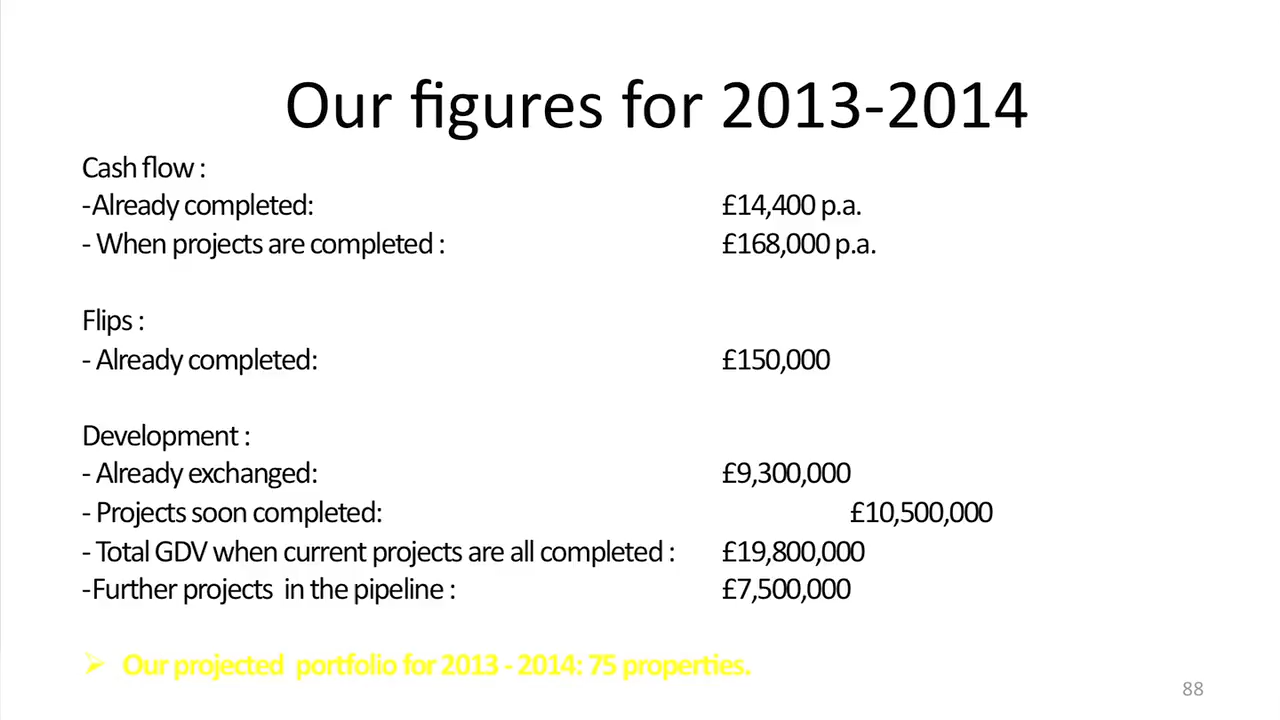 Our figures for 2013-2014
Cash flow :
-Already completed: £14,400 p.a.
- When projects are completed : £168,000 p.a.
Flips :
- Already completed: £150,000
Development :
- Already exchanged: £9,300,000
- Projects soon completed: £10,500,000
- Total GDV when current projects are all completed : £19,800,000
-Further projects in the pipeline : £7,500,000
➢ Our projected portfolio for 2013 - 2014: 75 properties.
88